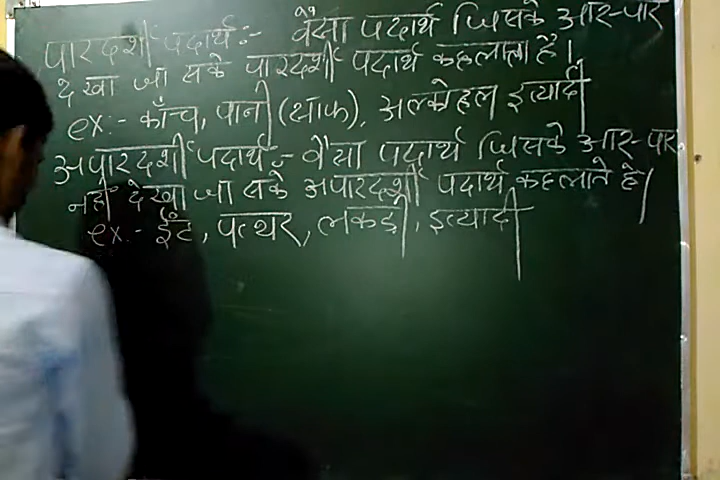 पारदर्शी पदार्थ :- वैसा पदार्थ जिसके आर-पार
देखा जा सके पारदर्शी पदार्थ कहलाता है।
ex:- काँच, पानी (साफ), अल्कोहल इत्यादी
अपारदर्शी पदार्थ :- वैसा पदार्थ जिसके आर-पार
नहीं देखा जा सके अपारदर्शी पदार्थ कहलाते हे।
ex:- ईंट, पत्थर, लकड़ी, इत्यादी